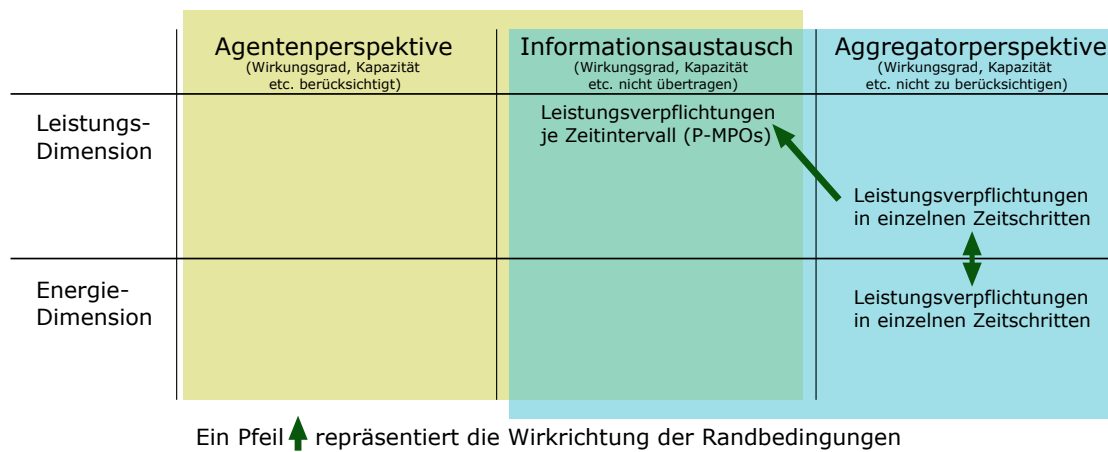 Agentenperspektive
(Wirkungsgrad, Kapazität
etc. berücksichtigt)
Informationsaustausch
(Wirkungsgrad, Kapazität
etc. nicht übertragen)
Aggregatorperspektive
(Wirkungsgrad, Kapazität
etc. nicht zu berücksichtigen)
Leistungs-
Dimension
Leistungsverpflichtungen
je Zeitintervall (P-MPOs)
Leistungsverpflichtungen
in einzelnen Zeitschritten
Energie-
Dimension
Leistungsverpflichtungen
in einzelnen Zeitschritten
Ein Pfeil repräsentiert die Wirkrichtung der Randbedingungen